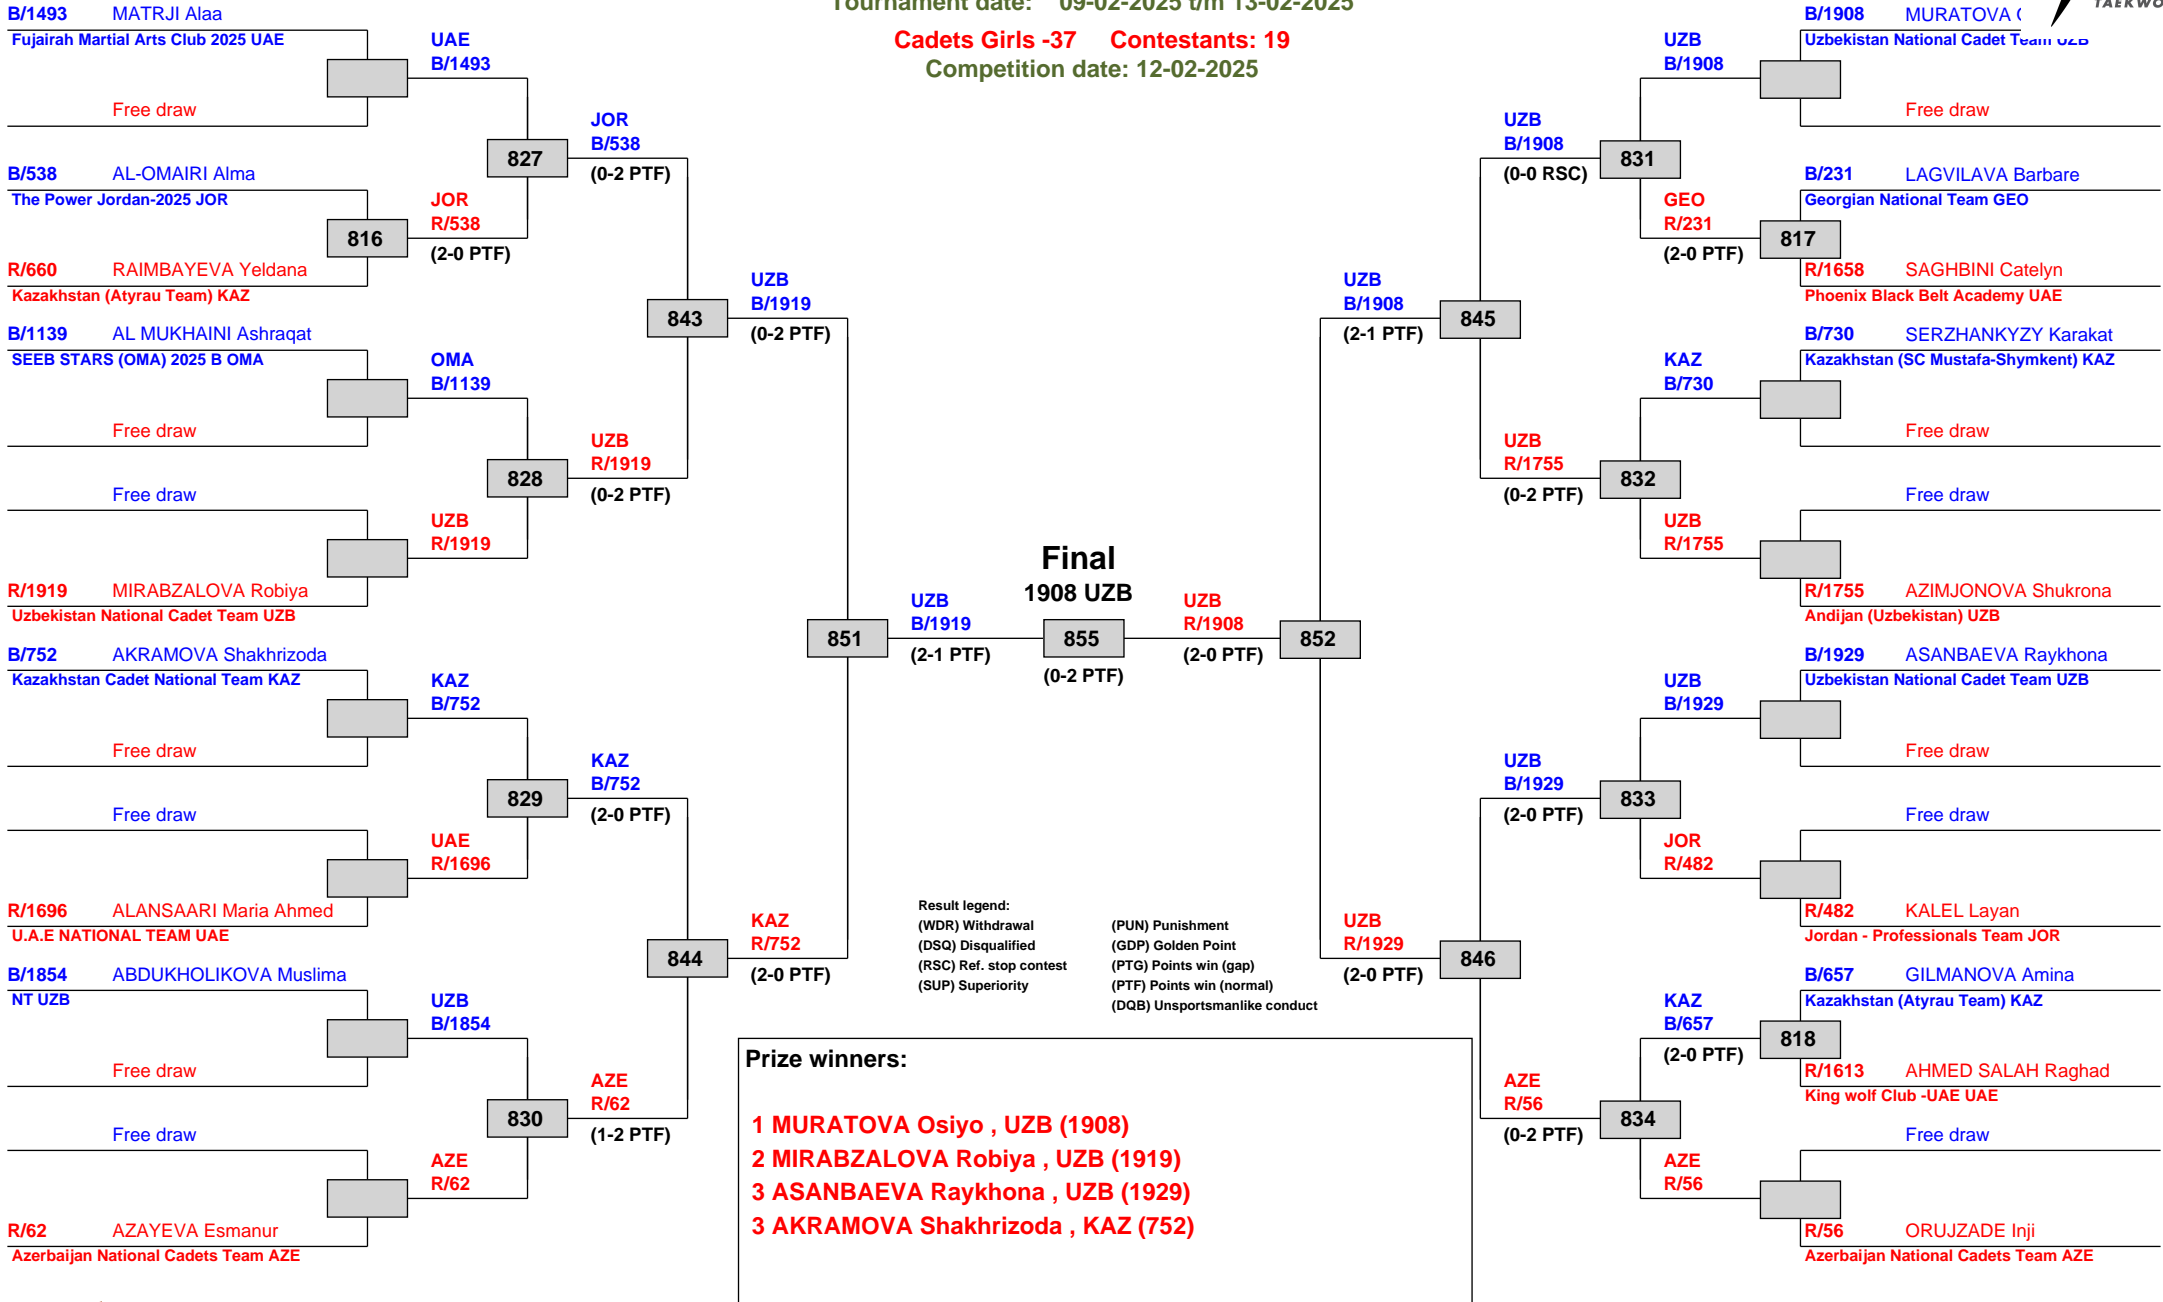 Tournament date: 09-02-2025 t/m 13-02-2025
Cadets Girls -37 Contestants: 19
Competition date: 12-02-2025
TAEKWO
B/1493 MATRJI Alaa
Fujairah Martial Arts Club 2025 UAE
Free draw
B/538 AL-OMAIRI Alma
The Power Jordan-2025 JOR
816
R/660 RAIMBAYEVA Yeldana
Kazakhstan (Atyrau Team) KAZ
B/1139 AL MUKHAINI Ashraqat
SEEB STARS (OMA) 2025 B OMA
Free draw
Free draw
R/1919 MIRABZALOVA Robiya
Uzbekistan National Cadet Team UZB
B/752 AKRAMOVA Shakhrizoda
Kazakhstan Cadet National Team KAZ
Free draw
Free draw
R/1696 ALANSAARI Maria Ahmed
U.A.E NATIONAL TEAM UAE
B/1854 ABDUKHOLIKOVA Muslima
NT UZB
Free draw
Free draw
R/62 AZAYEVA Esmanur
Azerbaijan National Cadets Team AZE
UAE
B/1493
827
JOR
R/538
(2-0 PTF)
OMA
B/1139
828
UZB
R/1919
KAZ
B/752
829
UAE
R/1696
UZB
B/1854
830
AZE
R/62
JOR
B/538
(0-2 PTF)
843
UZB
R/1919
(0-2 PTF)
KAZ
B/752
(2-0 PTF)
844
AZE
R/62
(1-2 PTF)
UZB
B/1919
(0-2 PTF)
851
KAZ
R/752
(2-0 PTF)
UZB
B/1919
(2-1 PTF)
Final
1908 UZB
855
(0-2 PTF)
UZB
R/1908
(2-0 PTF)
852
UZB
B/1908
(2-1 PTF)
UZB
R/1929
(2-0 PTF)
845
846
UZB
B/1908
(0-0 RSC)
UZB
R/1755
(0-2 PTF)
UZB
B/1929
(2-0 PTF)
AZE
R/56
(0-2 PTF)
831
832
833
834
UZB
B/1908
GEO
R/231
(2-0 PTF)
KAZ
B/730
UZB
R/1755
UZB
B/1929
JOR
R/482
KAZ
B/657
(2-0 PTF)
AZE
R/56
B/1908 MURATOVA
Uzbekistan National Cadet Team UZB
Free draw
B/231 LAGVILAVA Barbare
Georgian National Team GEO
817
R/1658 SAGHBINI Catelyn
Phoenix Black Belt Academy UAE
B/730 SERZHANKYZY Karakat
Kazakhstan (SC Mustafa-Shymkent) KAZ
Free draw
Free draw
R/1755 AZIMJONOVA Shukrona
Andijan (Uzbekistan) UZB
B/1929 ASANBAEVA Raykhona
Uzbekistan National Cadet Team UZB
Free draw
Free draw
R/482 KALEL Layan
Jordan - Professionals Team JOR
B/657 GILMANOVA Amina
Kazakhstan (Atyrau Team) KAZ
818
R/1613 AHMED SALAH Raghad
King wolf Club -UAE UAE
Free draw
R/56 ORUJZADE Inji
Azerbaijan National Cadets Team AZE
Result legend:
(WDR) Withdrawal
(DSQ) Disqualified
(RSC) Ref. stop contest
(SUP) Superiority
(PUN) Punishment
(GDP) Golden Point
(PTG) Points win (gap)
(PTF) Points win (normal)
(DQB) Unsportsmanlike conduct
Prize winners:
1 MURATOVA Osiyo , UZB (1908)
2 MIRABZALOVA Robiya , UZB (1919)
3 ASANBAEVA Raykhona , UZB (1929)
3 AKRAMOVA Shakhrizoda , KAZ (752)